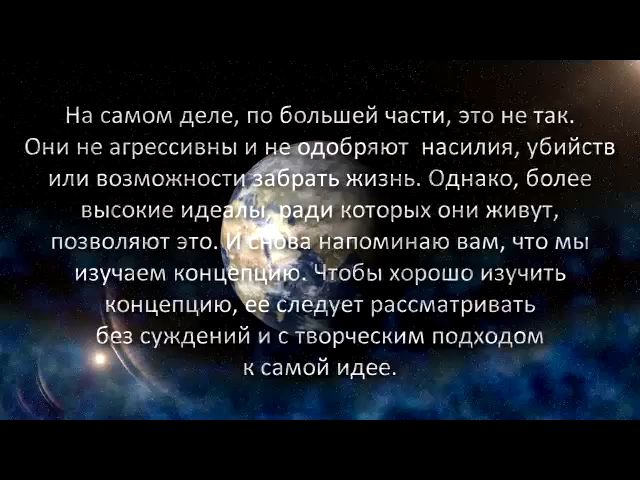 На самом деле, по большей части, это не так.
Они не агрессивны и не одобряют насилия, убийств
или возможности забрать жизнь. Однако, более
высокие идеалы, ради которых они живут,
позволяют это. И снова напоминаю вам, что мы
изучаем концепцию. Чтобы хорошо изучить
концепцию, ее следует рассматривать
без суждений и с творческим подходом
к самой идее.